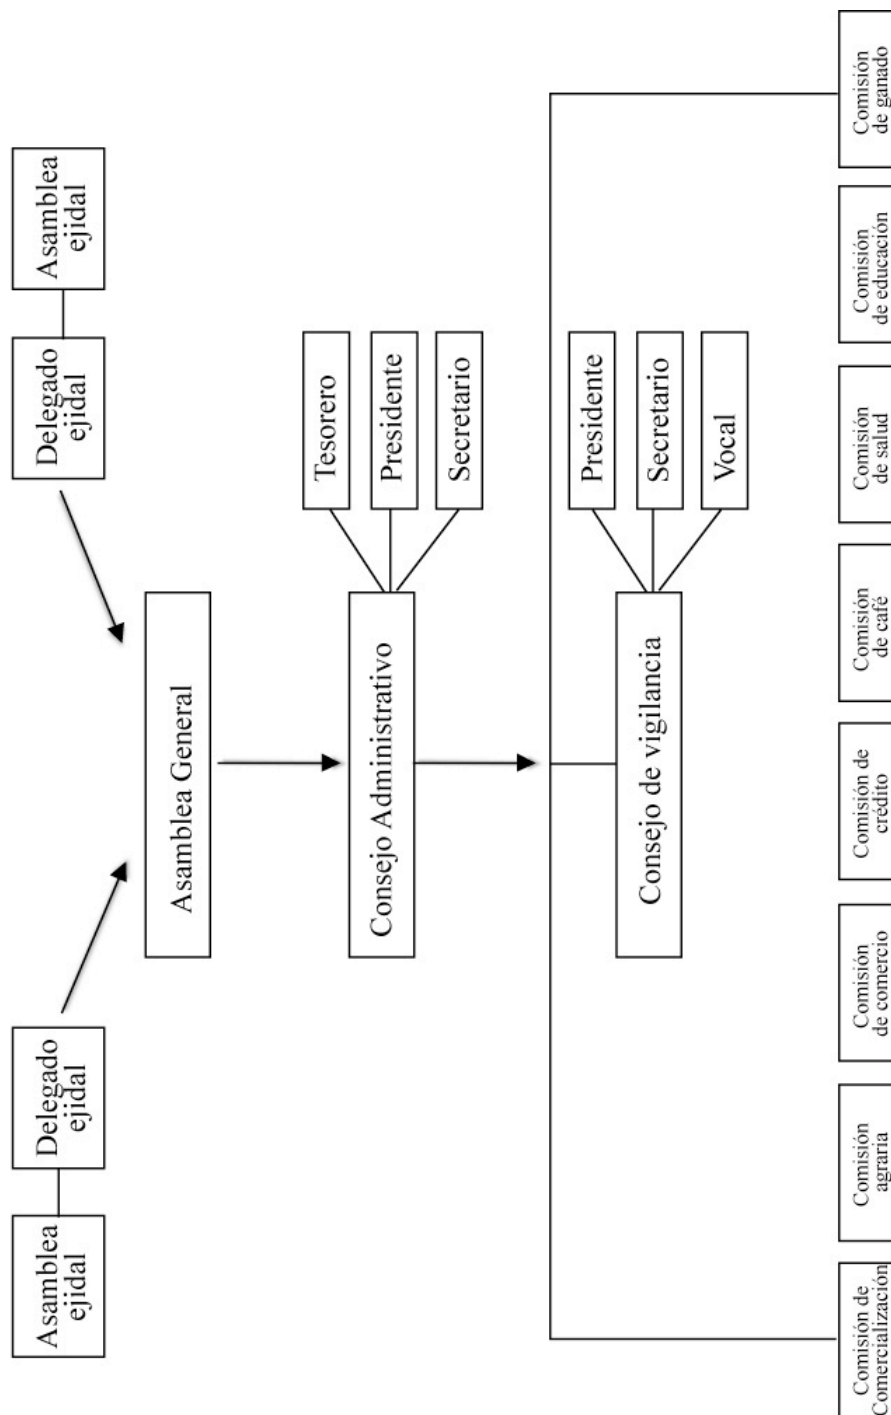 Asamblea
ejidal
Delegado
ejidal
Delegado
ejidal
Asamblea
ejidal
Asamblea General
Consejo Administrativo
Tesorero
Presidente
Secretario
Consejo de vigilancia
Presidente
Secretario
Vocal
Comisión de
Comercialización
Comisión
agraria
Comisión
de comercio
Comisión de
crédito
Comisión
de café
Comisión
de salud
Comisión
de educación
Comisión
de ganado